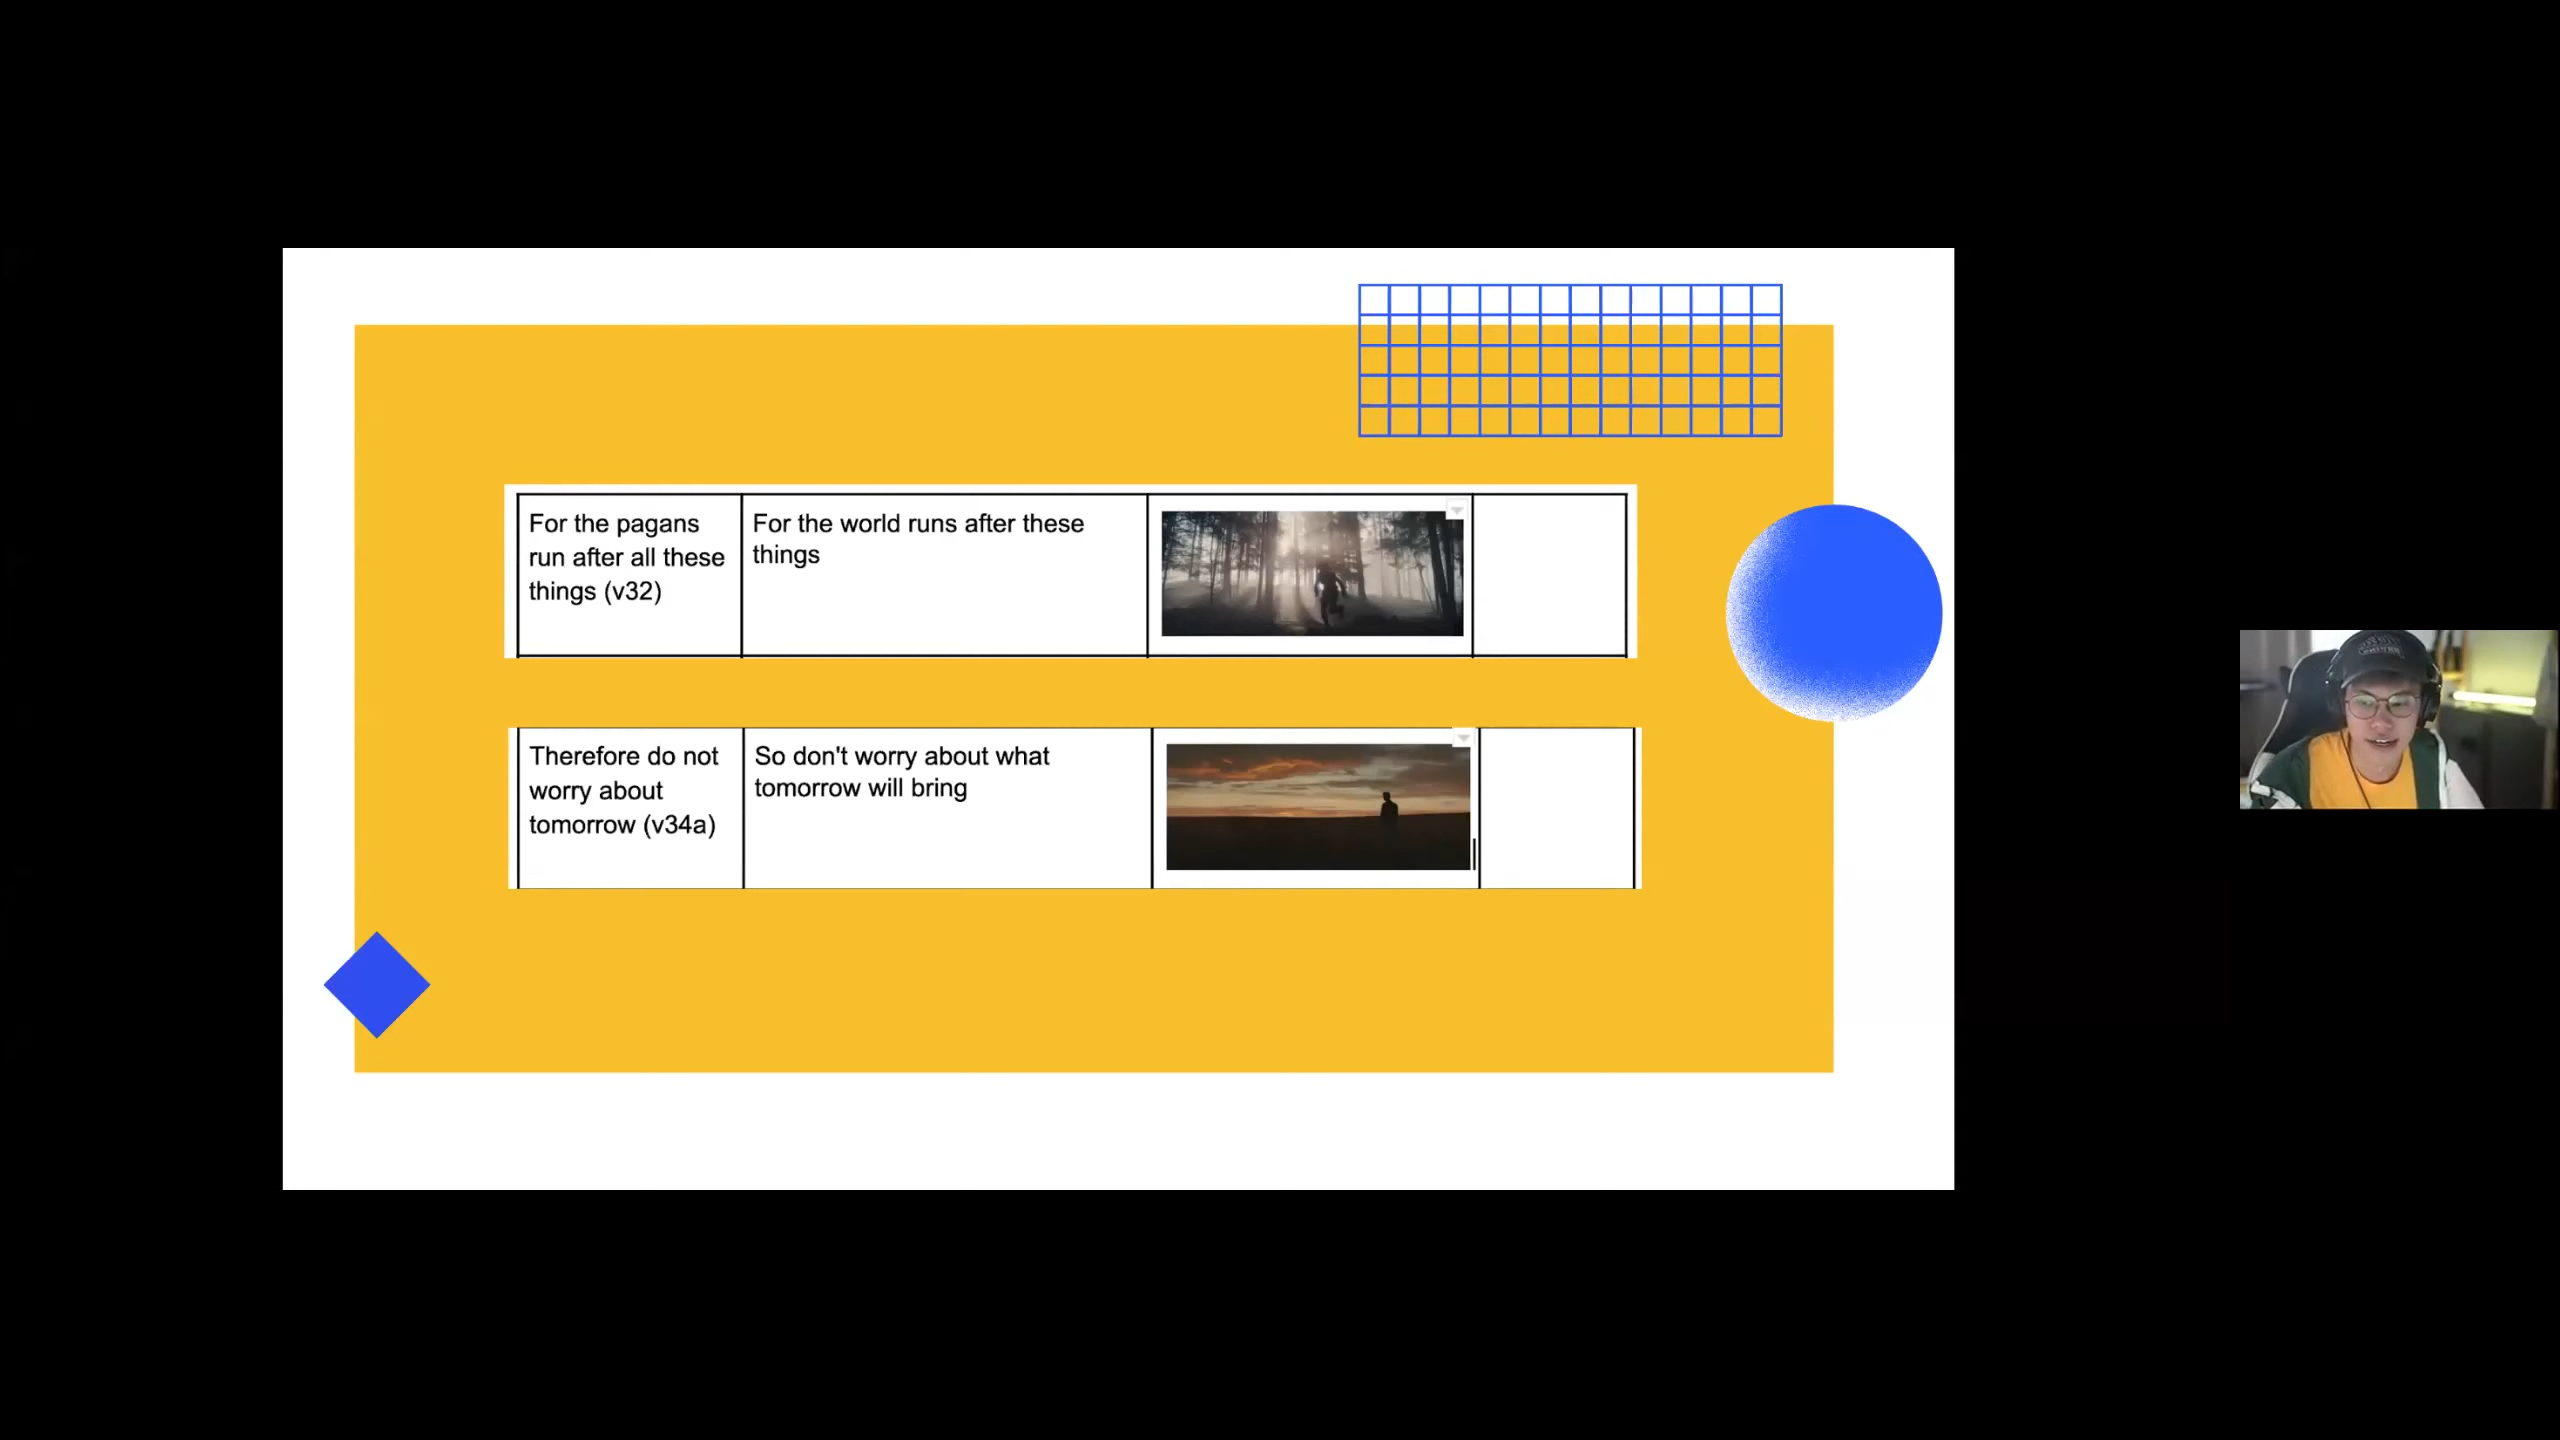 For the pagans
run after all these
things (v32)
For the world runs after these
things
Therefore do not
worry about
tomorrow (v34a)
So don't worry about what
tomorrow will bring